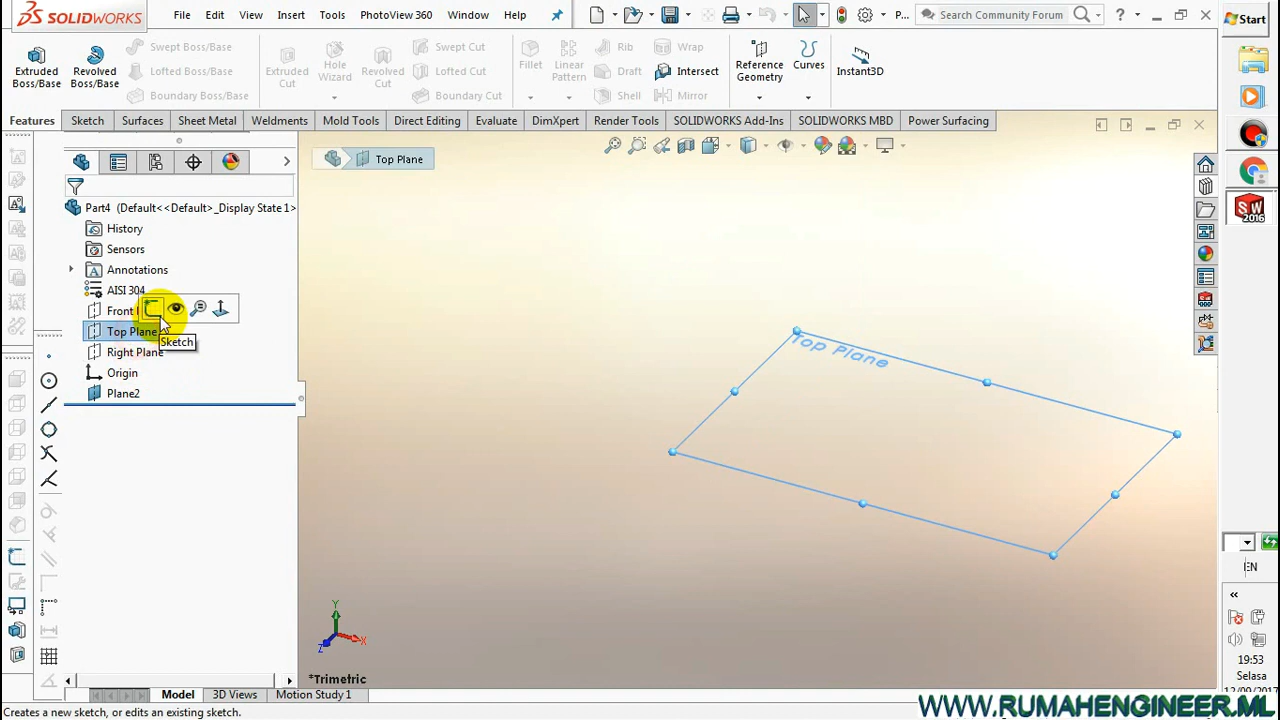 SOLIDWORKS
File Edit View Insert Tools PhotoView 360 Window Help
P...
Search Community Forum
?
Start
Extruded Boss/Base
Revolved Boss/Base
Swept Boss/Base
Lofted Boss/Base
Boundary Boss/Base
Extruded Cut
Hole Wizard
Revolved Cut
Swept Cut
Lofted Cut
Boundary Cut
Fillet
Linear Pattern
Rib
Draft
Shell
Wrap
Intersect
Mirror
Reference Geometry
Curves
Instant3D
Features Sketch Surfaces Sheet Metal Weldments Mold Tools Direct Editing Evaluate DimXpert Render Tools SOLIDWORKS Add-Ins SOLIDWORKS MBD Power Surfacing
Top Plane
Part4 (Default<<Default>_Display State 1>
History
Sensors
Annotations
AISI 304
Front
Top Plane
Sketch
Right Plane
Origin
Plane2
Top Plane
SW
2016
Y
X
Z
*Trimetric
EN
19:53
Selasa
12/09/2017
Model 3D Views Motion Study 1
Creates a new sketch, or edits an existing sketch.
WWW.RUMAHENGINEER.ML